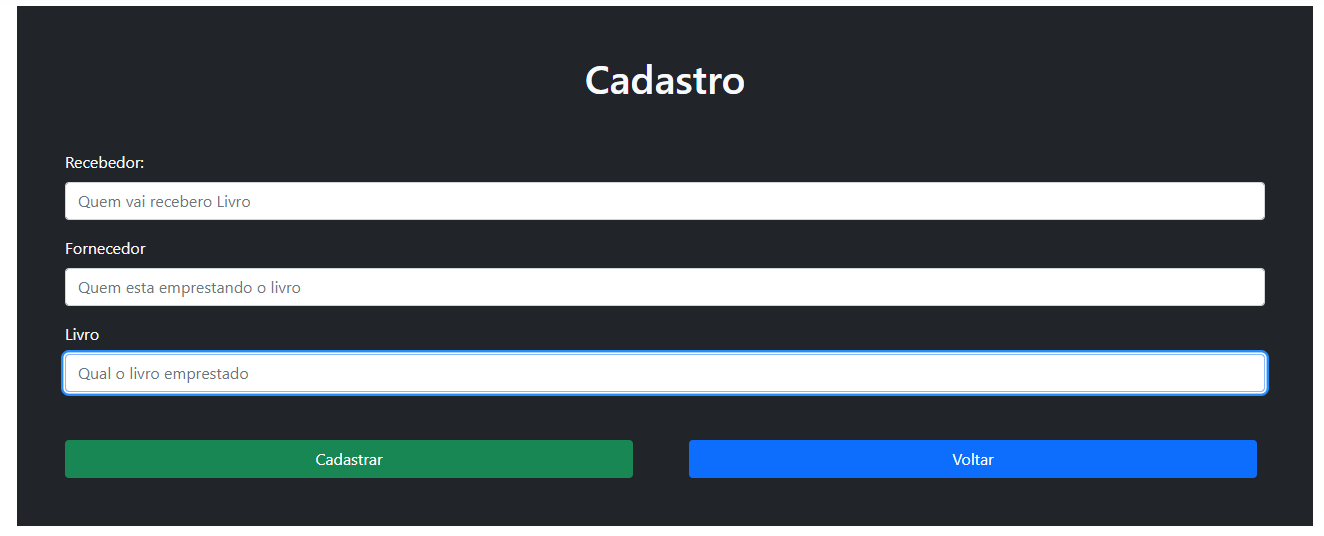 Cadastro
Recebedor:
Quem vai recebero Livro
Fornecedor
Quem esta emprestando o livro
Livro
Qual o livro emprestado
Cadastrar
Voltar